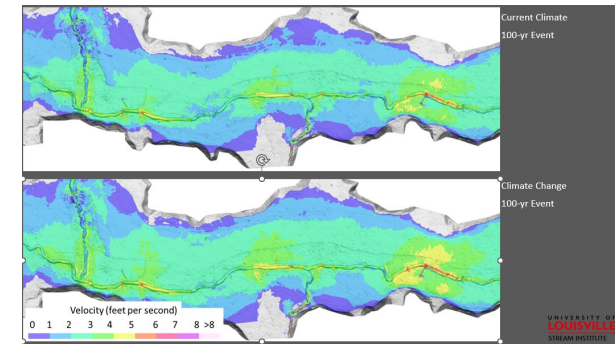 Current Climate
100-yr Event
Climate Change
100-yr Event
Velocity (feet per second)
0 1 2 3 4 5 6 7 8 >8
UNIVERSITY OF
LOUISVILLE
STREAM INSTITUTE